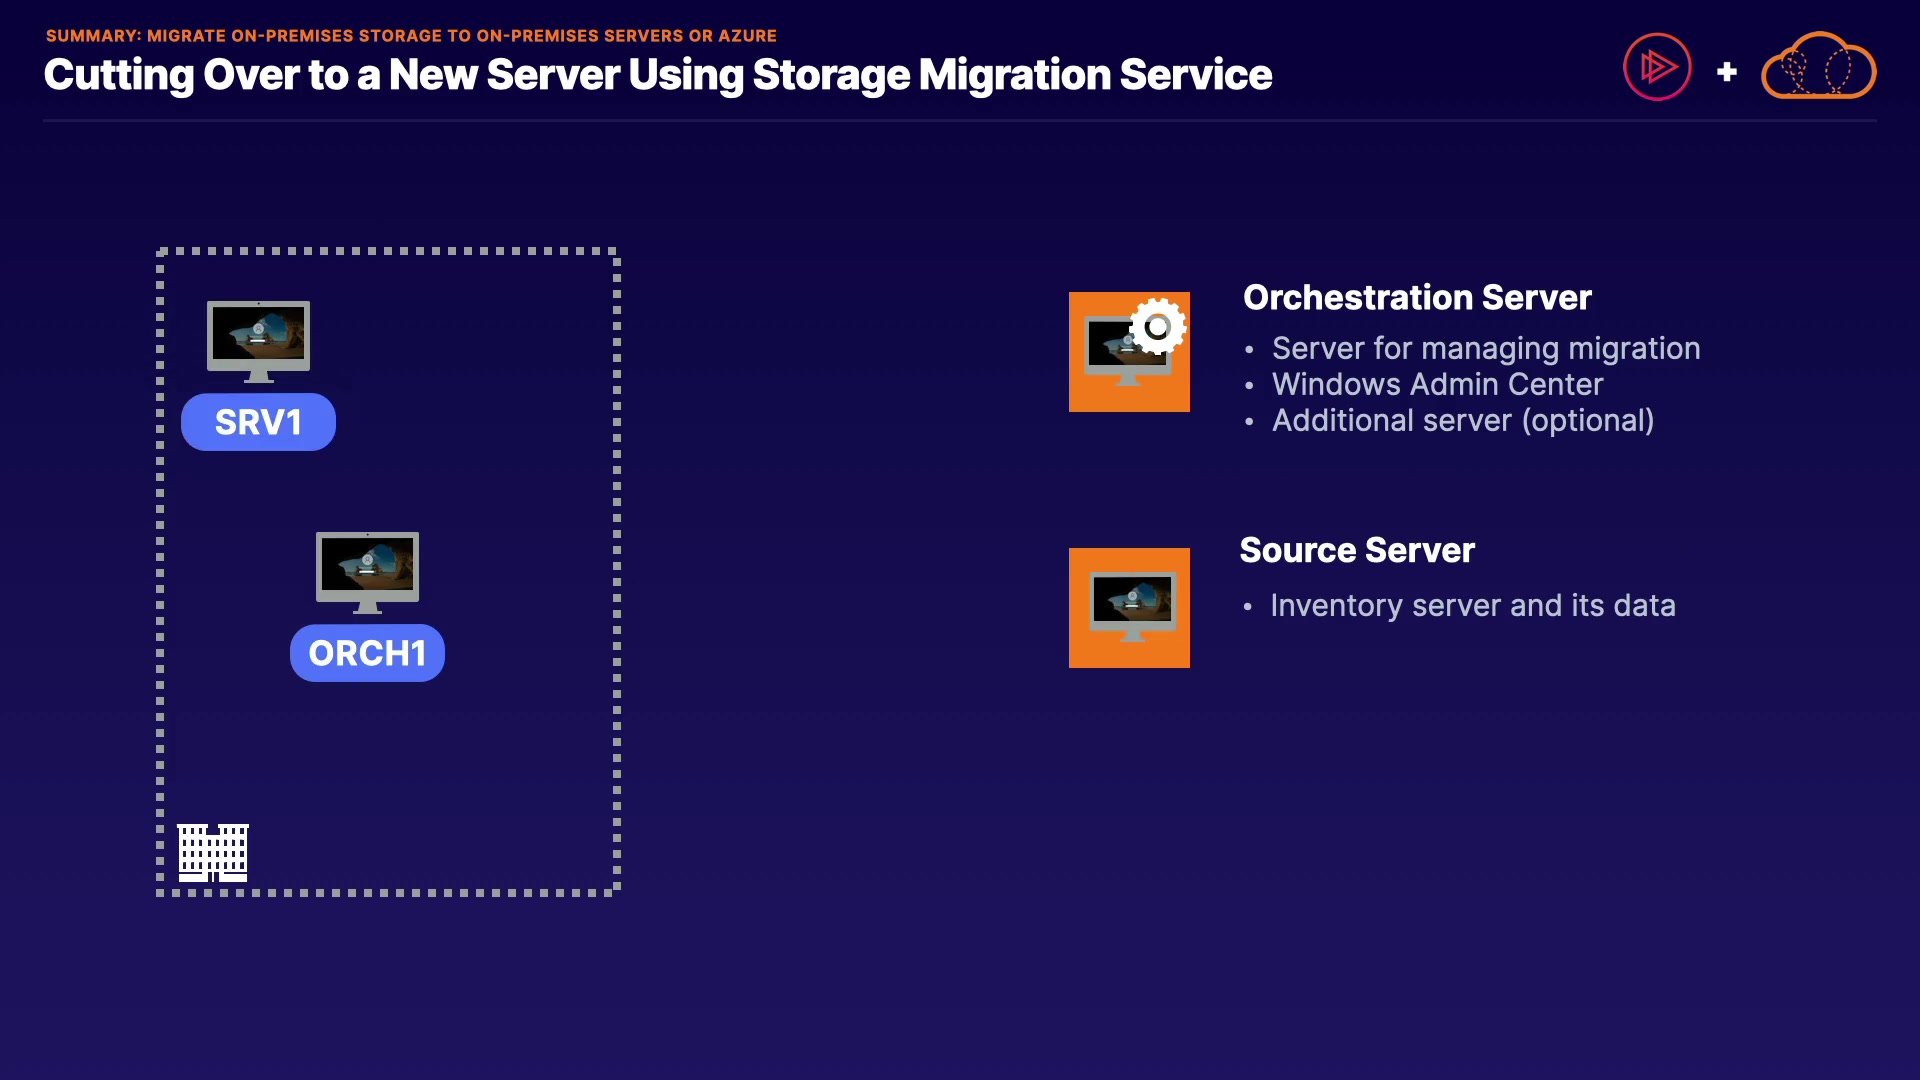 SUMMARY: MIGRATE ON-PREMISES STORAGE TO ON-PREMISES SERVERS OR AZURE
Cutting Over to a New Server Using Storage Migration Service
+
SRV1
ORCH1
Orchestration Server
• Server for managing migration
• Windows Admin Center
• Additional server (optional)
Source Server
• Inventory server and its data